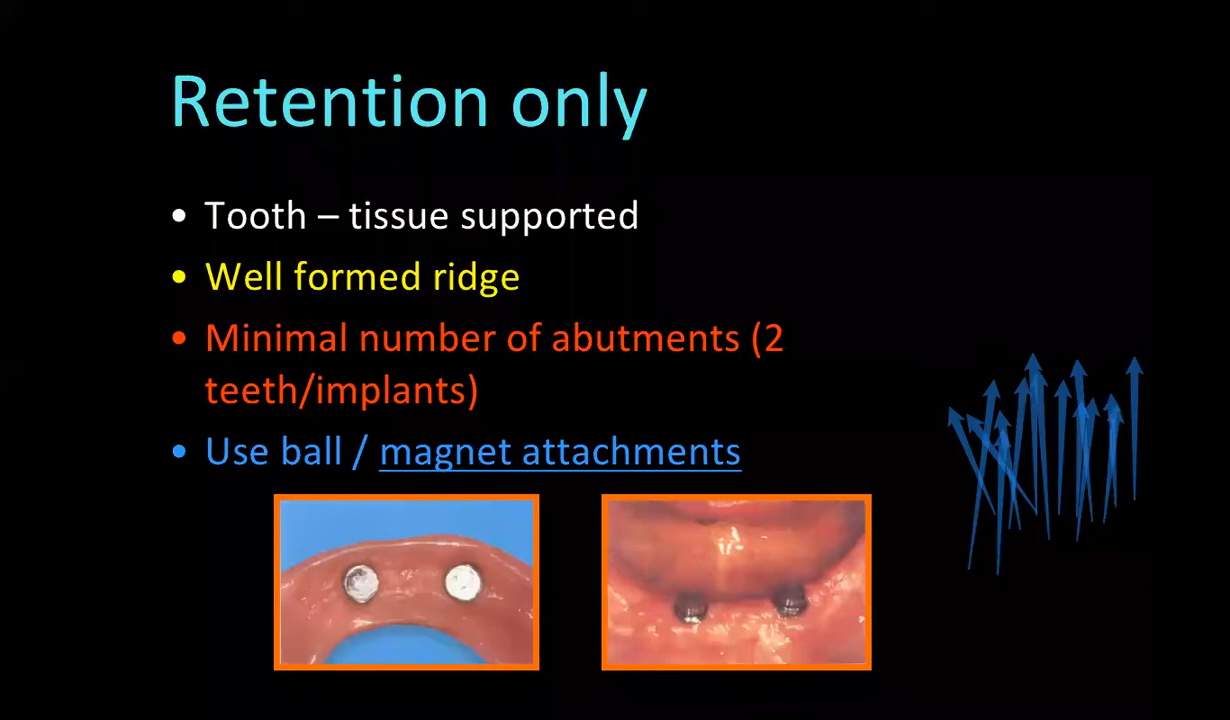 Retention only
• Tooth – tissue supported
• Well formed ridge
• Minimal number of abutments (2
teeth/implants)
• Use ball / magnet attachments